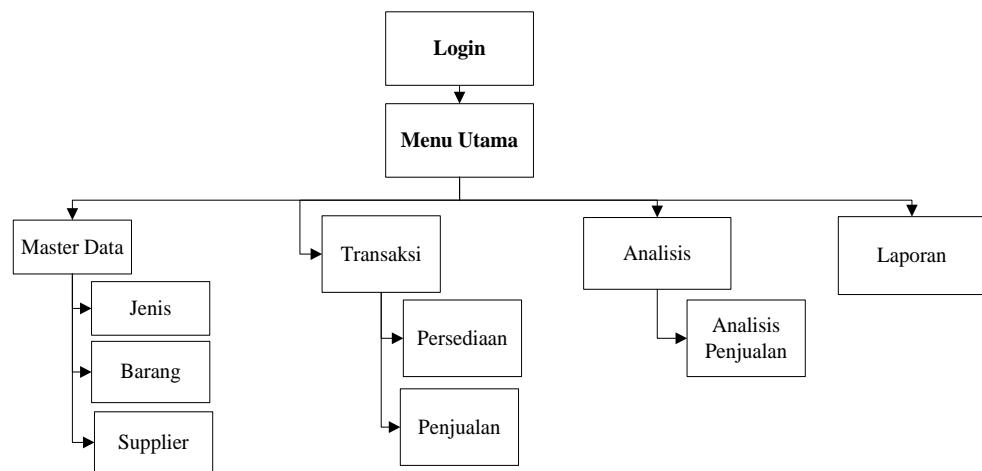 Login
Menu Utama
Master Data
Transaksi
Analisis
Laporan
Jenis
Persediaan
Analisis
Penjualan
Barang
Penjualan
Supplier